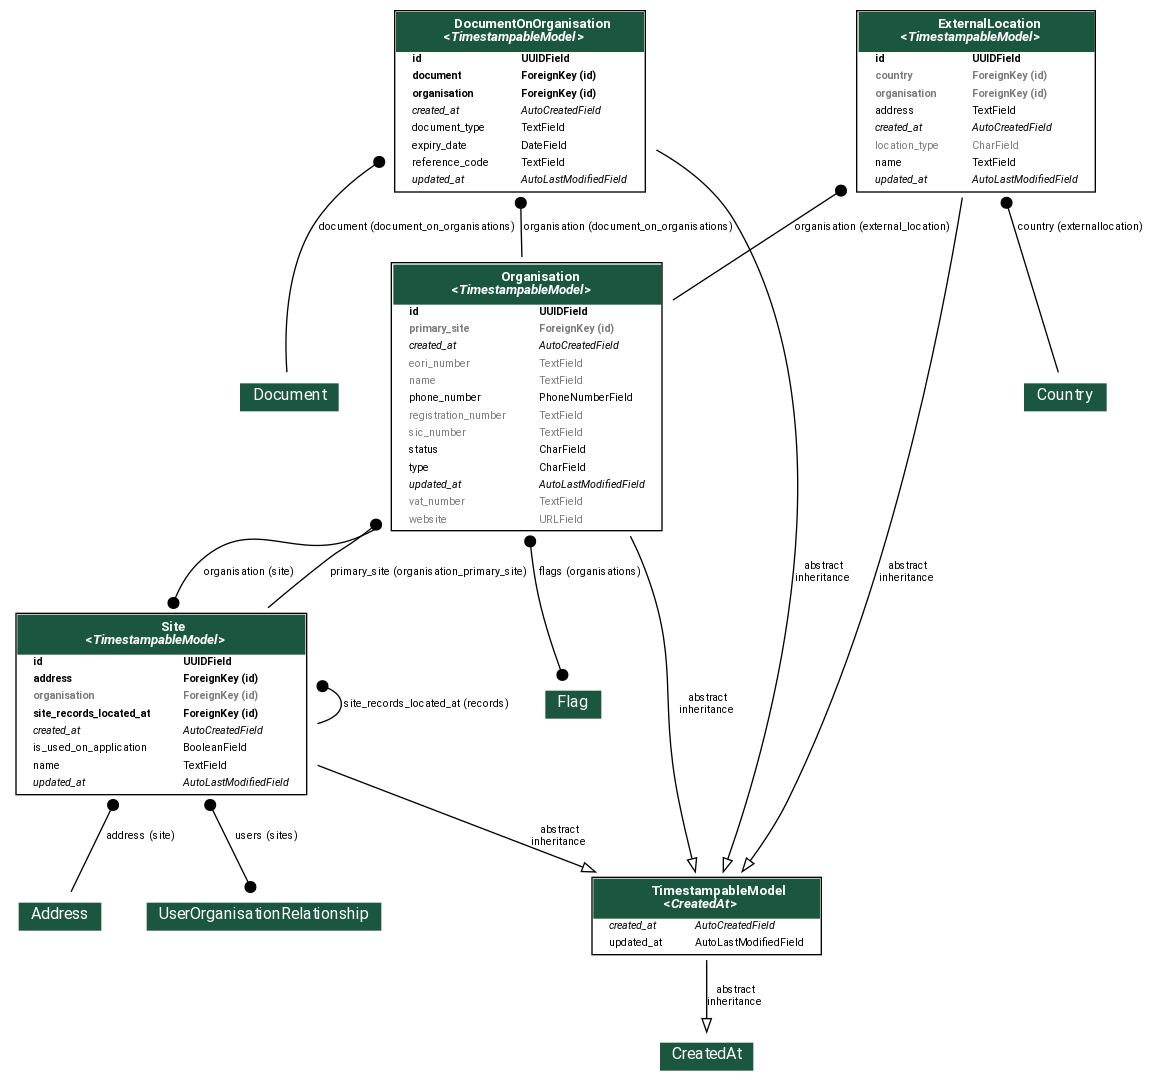 DocumentOnOrganisation
<TimestampableModel>
id UUIDField
document ForeignKey (id)
organisation ForeignKey (id)
created_at AutoCreatedField
document_type TextField
expiry_date DateField
reference_code TextField
updated_at AutoLastModifiedField
ExternalLocation
<TimestampableModel>
id UUIDField
country ForeignKey (id)
organisation ForeignKey (id)
address TextField
created_at AutoCreatedField
location_type CharField
name TextField
updated_at AutoLastModifiedField
document (document_on_organisations)
organisation (document_on_organisations)
organisation (external_location)
country (externallocation)
Organisation
<TimestampableModel>
id UUIDField
primary_site ForeignKey (id)
created_at AutoCreatedField
eori_number TextField
name TextField
phone_number PhoneNumberField
registration_number TextField
sic_number TextField
status CharField
type CharField
updated_at AutoLastModifiedField
vat_number TextField
website URLField
Document
Country
organisation (site)
primary_site (organisation_primary_site)
flags (organisations)
abstract
inheritance
abstract
inheritance
Site
<TimestampableModel>
id UUIDField
address ForeignKey (id)
organisation ForeignKey (id)
site_records_located_at ForeignKey (id)
created_at AutoCreatedField
is_used_on_application BooleanField
name TextField
updated_at AutoLastModifiedField
site_records_located_at (records)
Flag
abstract
inheritance
address (site)
users (sites)
abstract
inheritance
Address
UserOrganisationRelationship
TimestampableModel
<CreatedAt>
created_at AutoCreatedField
updated_at AutoLastModifiedField
abstract
inheritance
CreatedAt